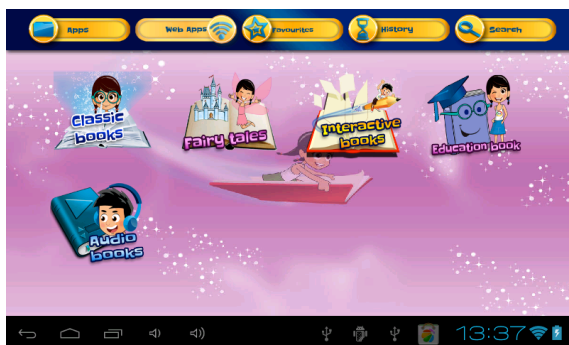 Apps
Web Apps
Favourites
History
Search
Classic
books
Fairy tales
Interactive
books
Education book
Audio
books
13:37